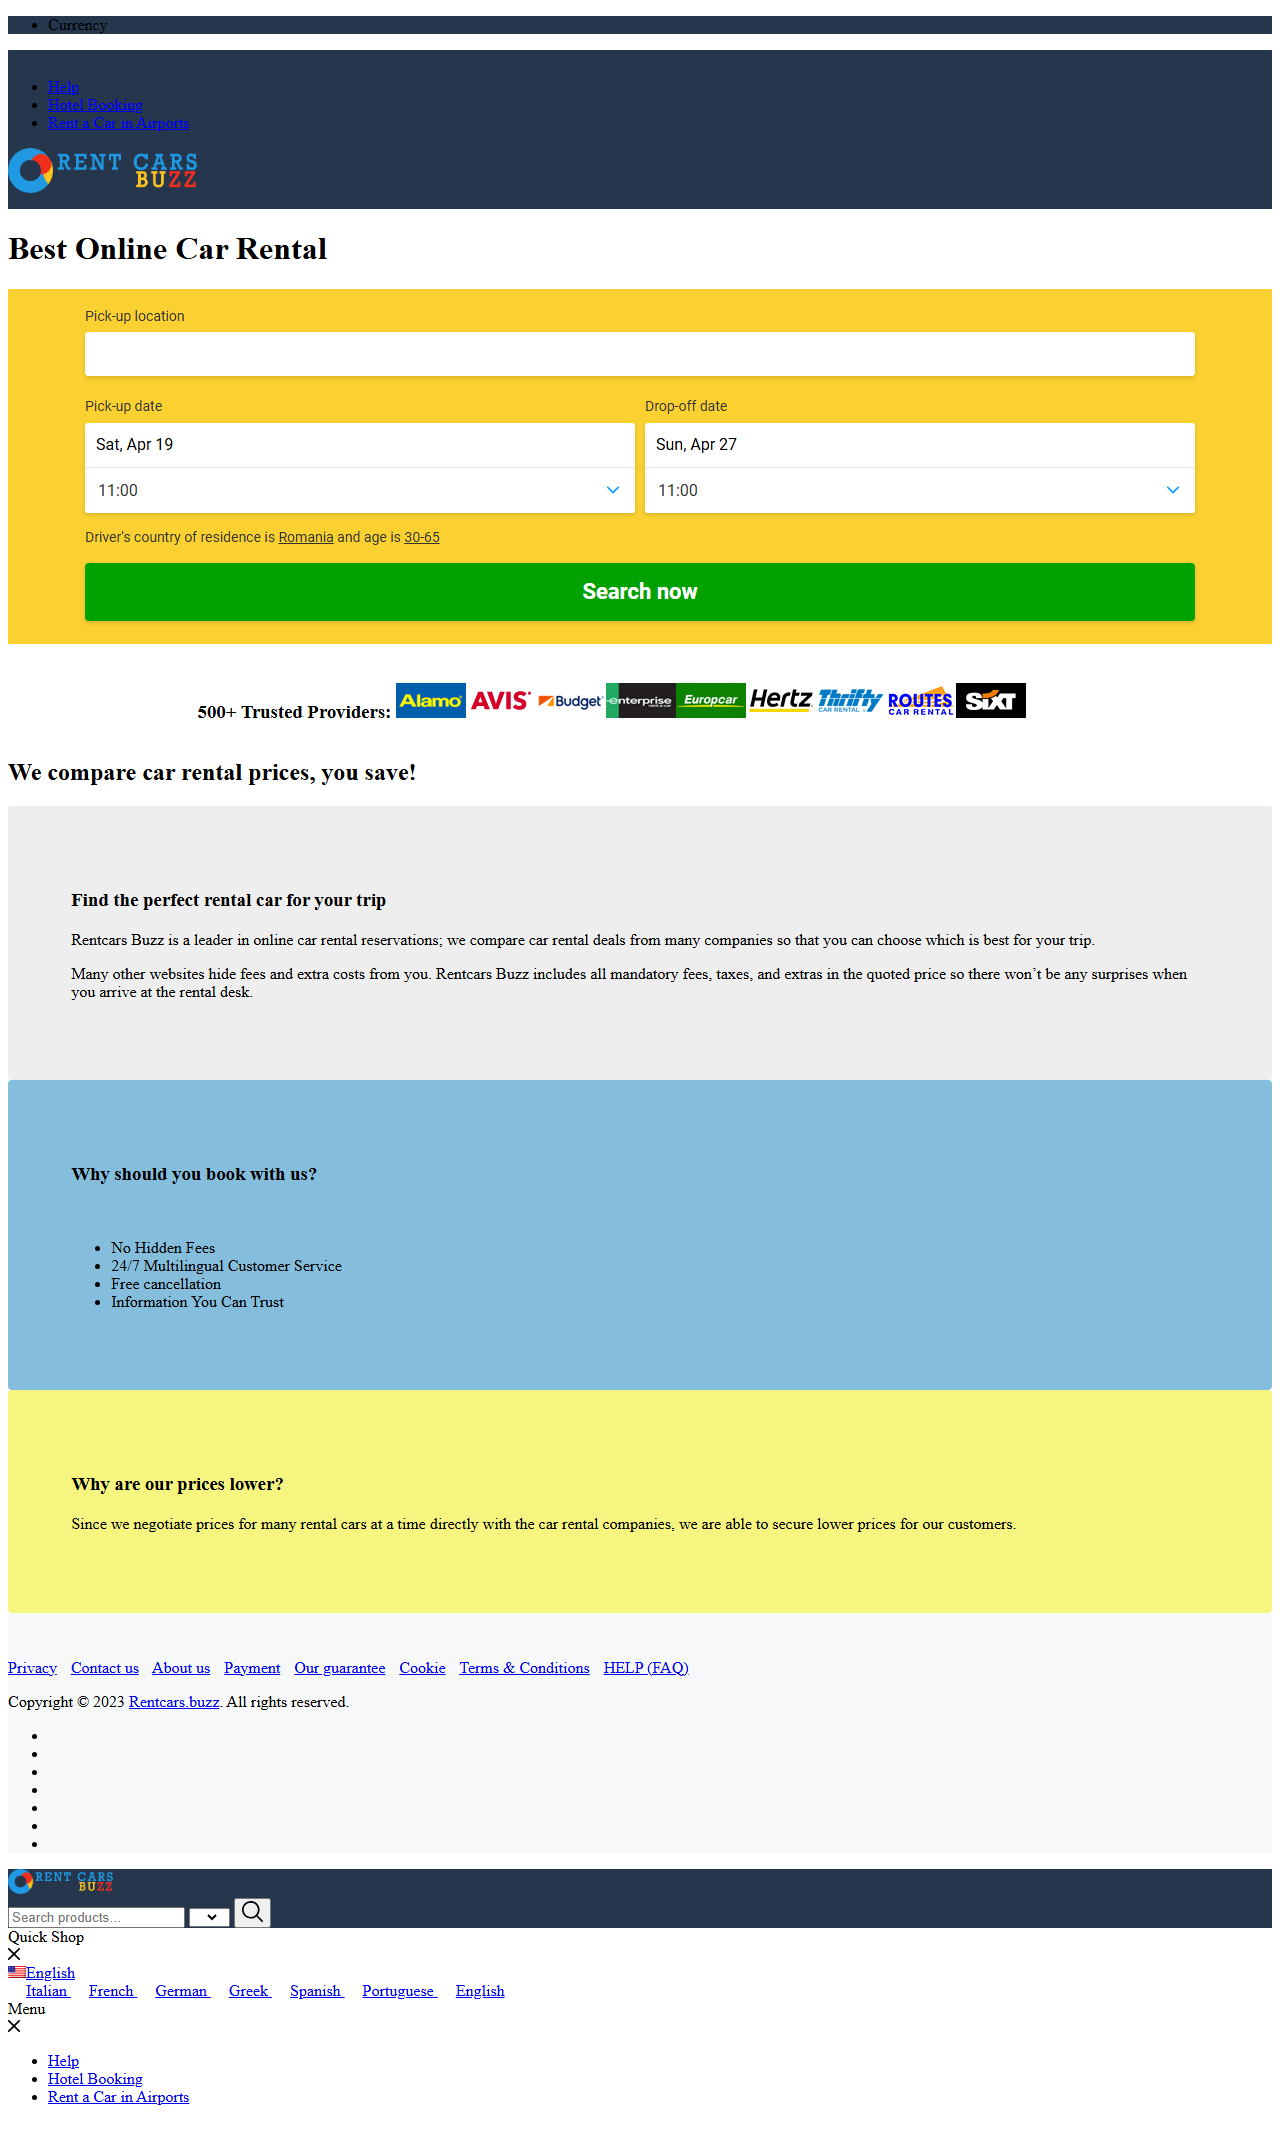 Currency
Help
Hotel Booking
Rent a Car in Airports
RENT CARS
BUZZ
Best Online Car Rental
Pick-up location
Pick-up date Drop-off date
Sat, Apr 19 Sun, Apr 27
11:00 11:00
Driver's country of residence is Romania and age is 30-65
Search now
500+ Trusted Providers: Alamo AVIS Budget enterprise Europcar Hertz Thrifty CAR RENTAL ROUTES CAR RENTAL SIXT
We compare car rental prices, you save!
Find the perfect rental car for your trip
Rentcars Buzz is a leader in online car rental reservations; we compare car rental deals from many companies so that you can choose which is best for your trip.
Many other websites hide fees and extra costs from you. Rentcars Buzz includes all mandatory fees, taxes, and extras in the quoted price so there won't be any surprises when
you arrive at the rental desk.
Why should you book with us?
No Hidden Fees
24/7 Multilingual Customer Service
Free cancellation
Information You Can Trust
Why are our prices lower?
Since we negotiate prices for many rental cars at a time directly with the car rental companies, we are able to secure lower prices for our customers.
Privacy Contact us About us Payment Our guarantee Cookie Terms & Conditions HELP (FAQ)
Copyright © 2023 Rentcars.buzz. All rights reserved.
RENT CARS
BUZZ
Search products...
Quick Shop
English
Italian French German Greek Spanish Portuguese English
Menu
Help
Hotel Booking
Rent a Car in Airports